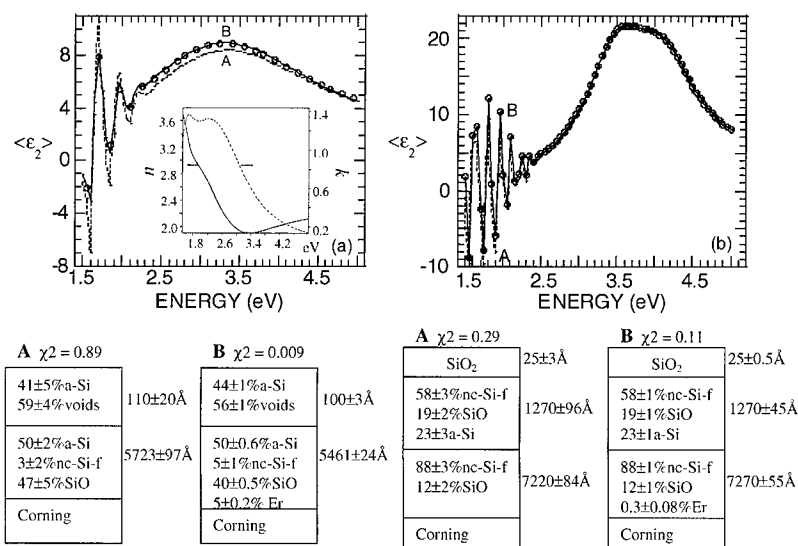 8
4
0
-4
-8
<ε₂>
B
A
3.6
3.2
2.8
2.4
2.0
n
1.4
1.0
0.6
0.2
k
1.8 2.6 3.4 4.2 eV
(a)
1.5 2.5 3.5 4.5
ENERGY (eV)
20
10
0
-10
<ε₂>
B
A
(b)
1.5 2.5 3.5 4.5
ENERGY (eV)
A χ2 = 0.89
41±5%a-Si
59±4%voids
110±20Å
50±2%a-Si
3±2%nc-Si-f
47±5%SiO
5723±97Å
Corning
B χ2 = 0.009
44±1%a-Si
56±1%voids
100±3Å
50±0.6%a-Si
5±1%nc-Si-f
40±0.5%SiO
5±0.2% Er
5461±24Å
Corning
A χ2 = 0.29
SiO₂
25±3Å
58±3%nc-Si-f
19±2%SiO
23±3a-Si
1270±96Å
88±3%nc-Si-f
12±2%SiO
7220±84Å
Corning
B χ2 = 0.11
SiO₂
25±0.5Å
58±1%nc-Si-f
19±1%SiO
23±1a-Si
1270±45Å
88±1%nc-Si-f
12±1%SiO
0.3±0.08%Er
7270±55Å
Corning